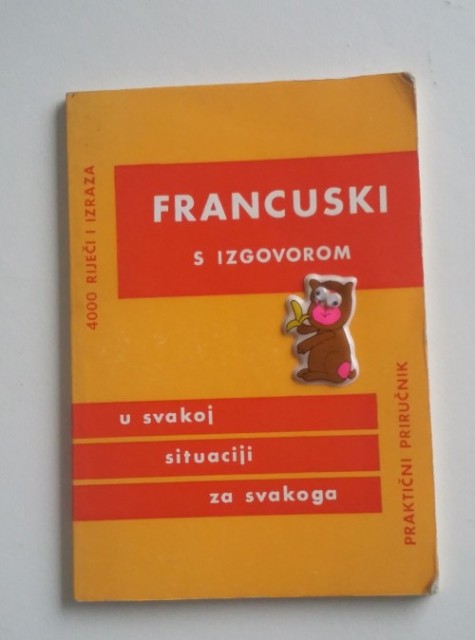 4000 RIJEČI I IZRAZA
FRANCUSKI
S IZGOVOROM
u svakoj
situaciji
za svakoga
PRAKTIČNI PRIRUČNIK